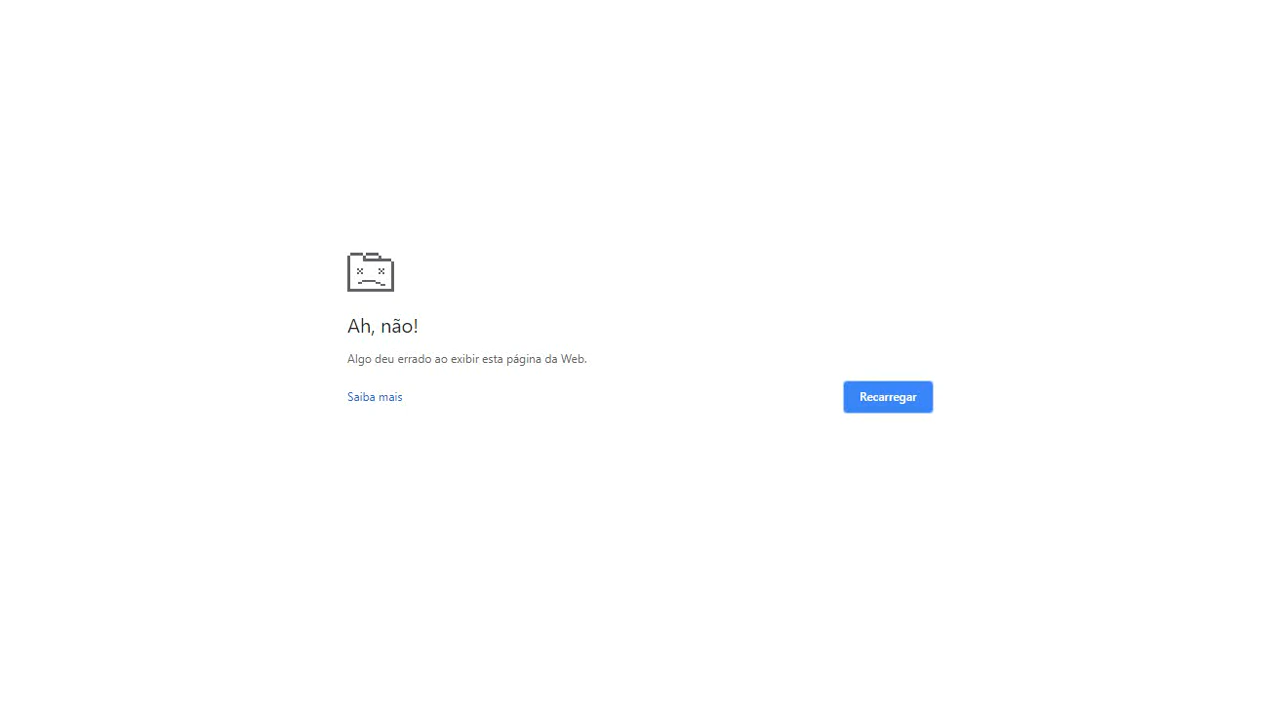 Ah, não!
Algo deu errado ao exibir esta página da Web.
Saiba mais
Recarregar